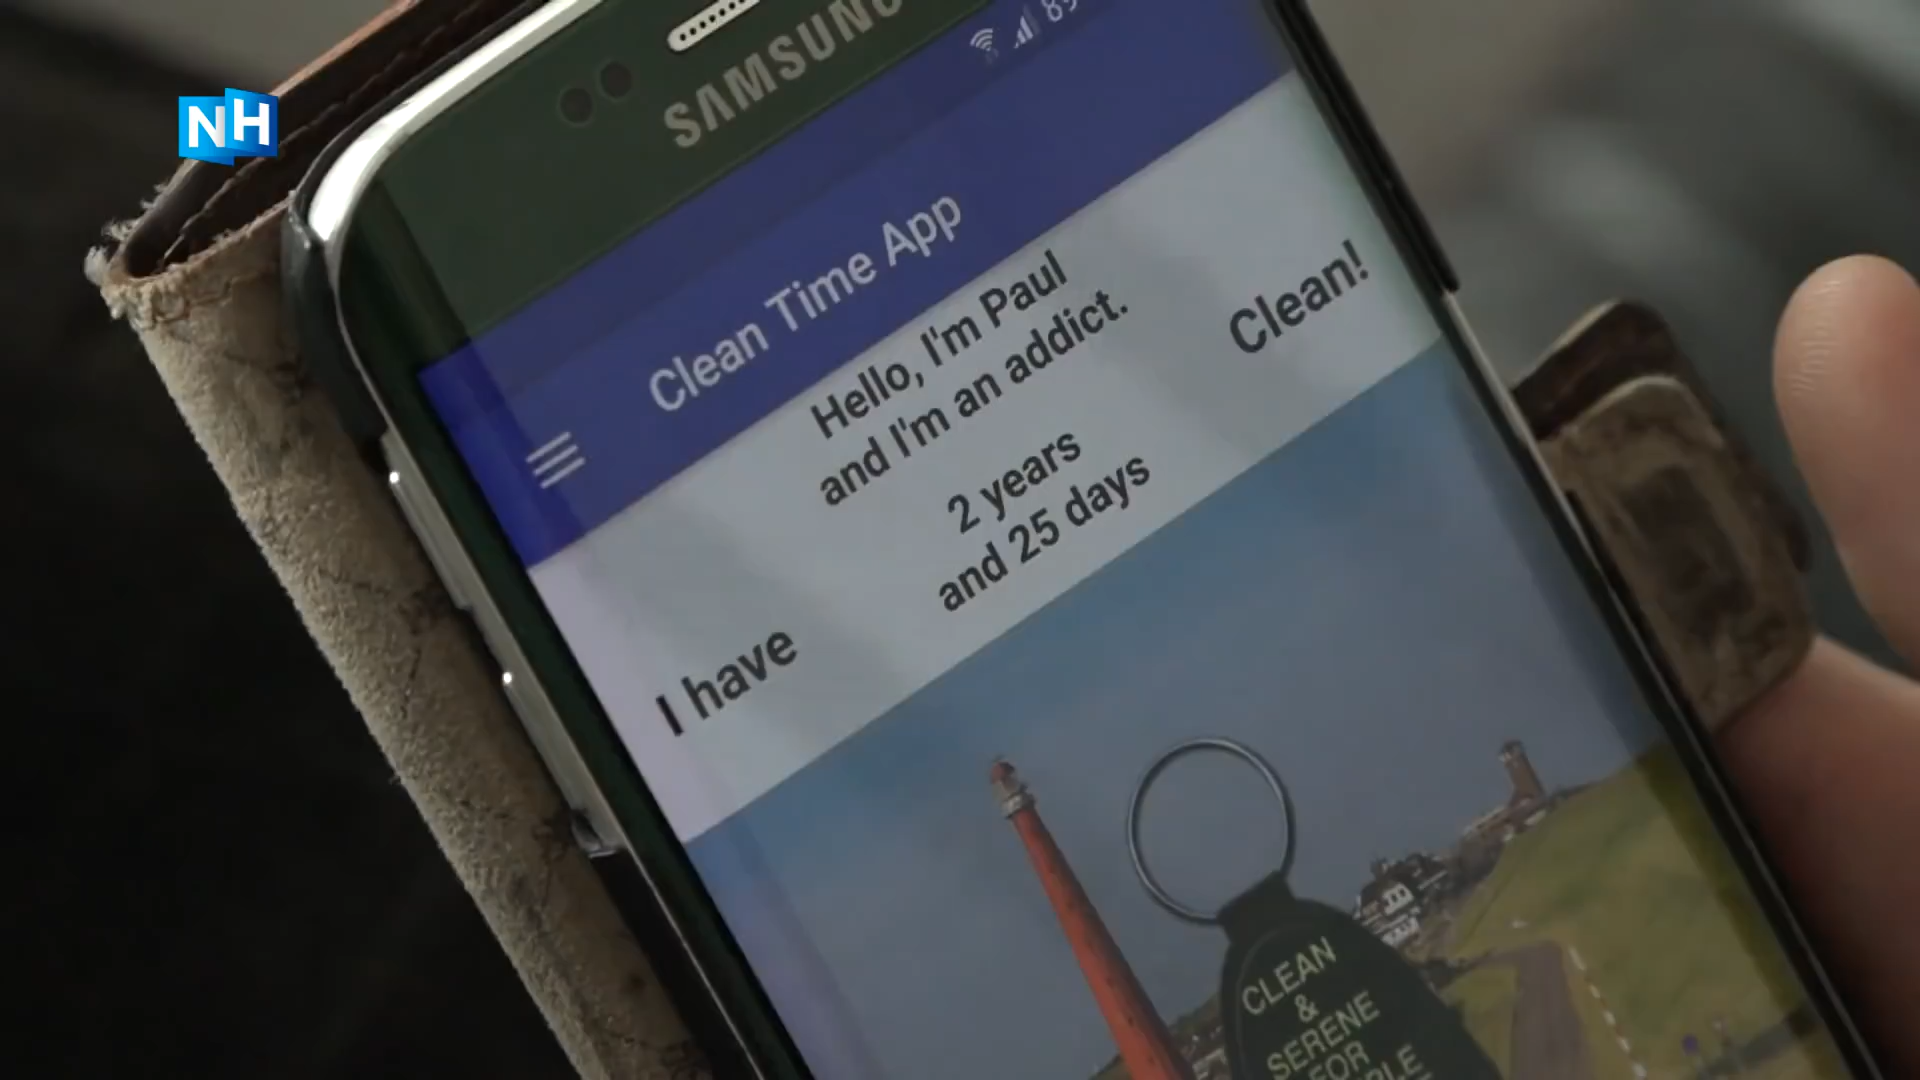 NH
SAMSUNG
Clean Time App
Hello, I'm Paul
and I'm an addict.
I have
2 years
and 25 days
Clean!
CLEAN
&
SERENE
FOR